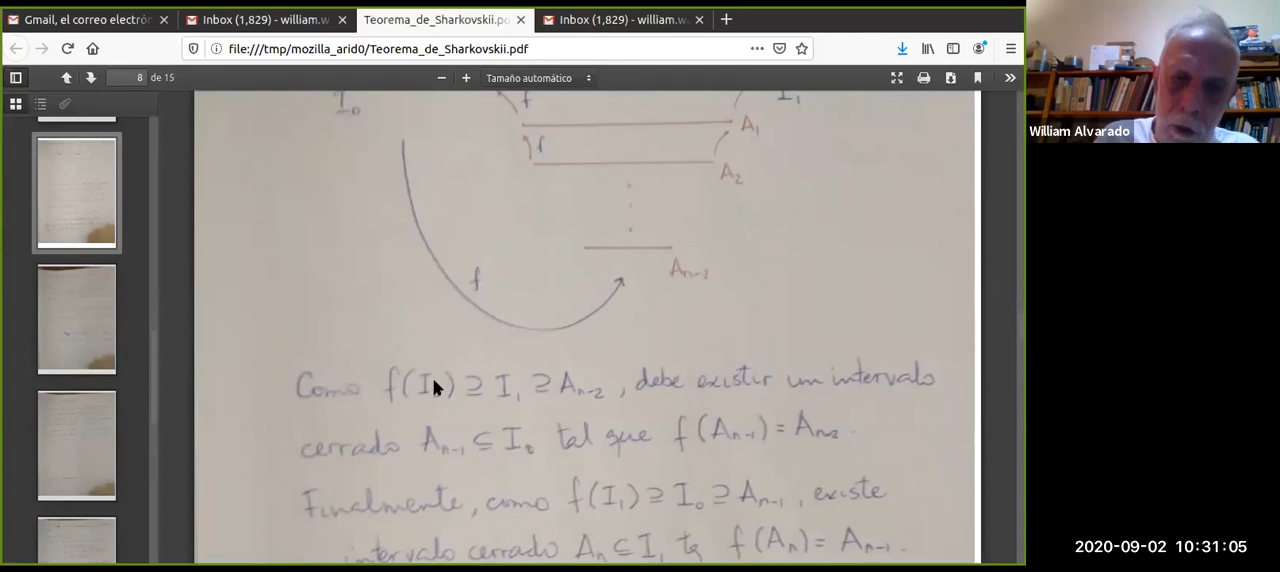 Gmail, el correo electrón
Inbox (1,829) - william.w
Teorema_de_Sharkovskii.p
Inbox (1,829) - william.w
file:///tmp/mozilla_arid0/Teorema_de_Sharkovskii.pdf
8 de 15
Tamaño automático
William Alvarado
I₀ f I₁
A₁
f
A₂
Aₙ₋₂
f
Como f(I₀) ⊇ I₁ ⊇ Aₙ₋₂, debe existir un intervalo
cerrado Aₙ₋₁ ⊆ I₀ tal que f(Aₙ₋₁) = Aₙ₋₂.
Finalmente, como f(I₁) ⊇ I₀ ⊇ Aₙ₋₁, existe
intervalo cerrado Aₙ ⊆ I₁ tq f(Aₙ) = Aₙ₋₁.
2020-09-02 10:31:05